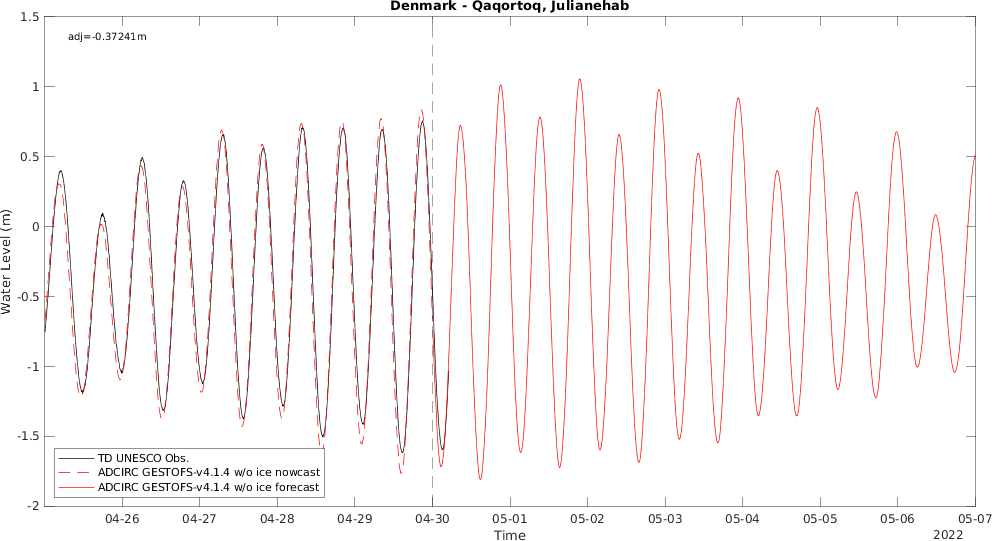 Denmark - Qaqortoq, Julianehab
adj=-0.37241m
1.5
1
0.5
0
-0.5
-1
-1.5
-2
Water Level (m)
TD UNESCO Obs.
ADCIRC GESTOFS-v4.1.4 w/o ice nowcast
ADCIRC GESTOFS-v4.1.4 w/o ice forecast
04-26 04-27 04-28 04-29 04-30 05-01 05-02 05-03 05-04 05-05 05-06 05-07
Time
2022